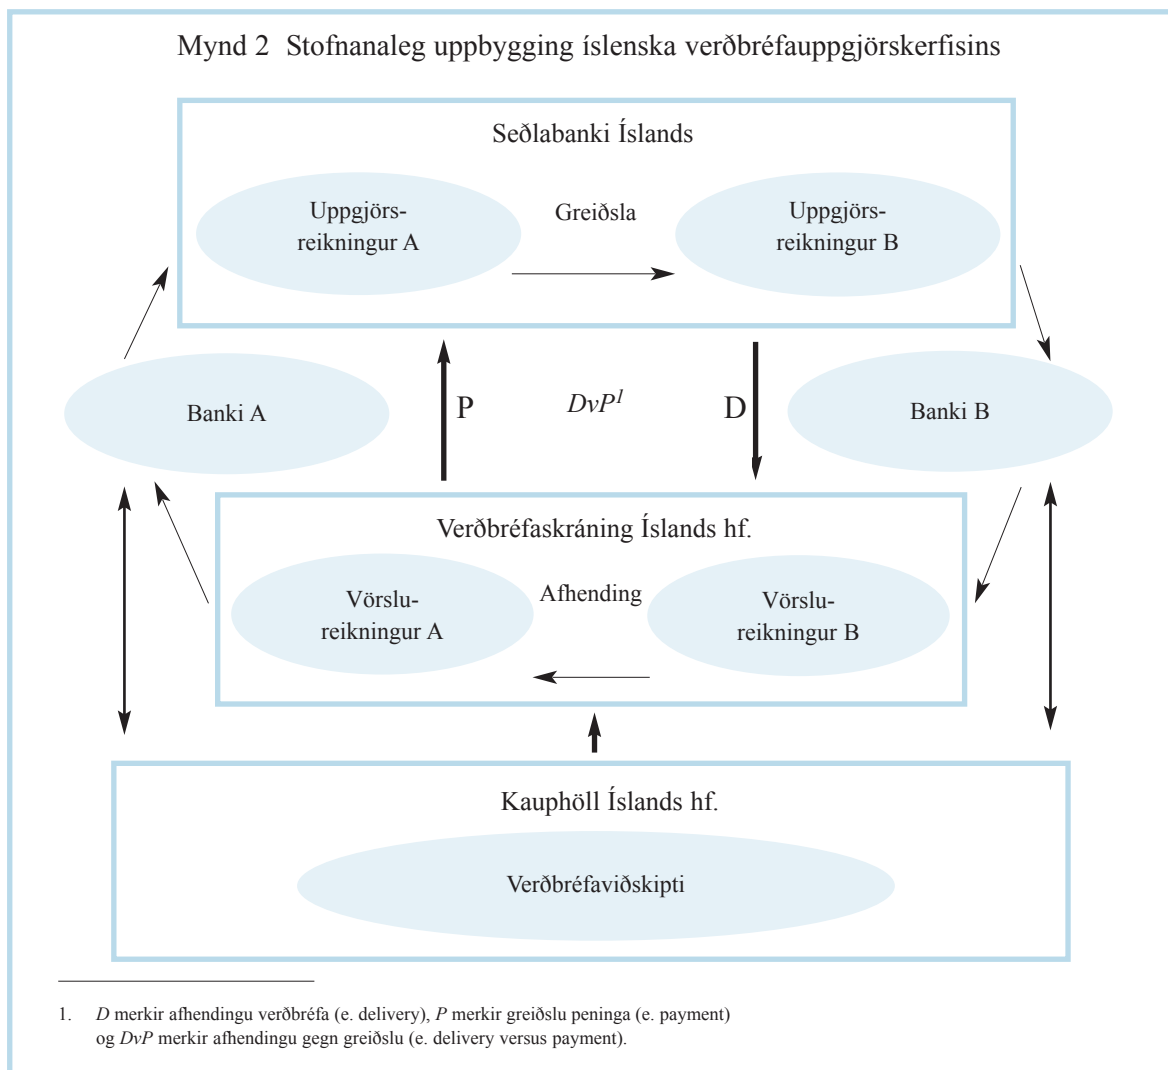 Mynd 2  Stofnanaleg uppbygging íslenska verðbréfauppgjörskerfisins
Seðlabanki Íslands
Uppgjörs-
reikningur A
Greiðsla
Uppgjörs-
reikningur B
Banki A
P
DvP¹
D
Banki B
Verðbréfaskráning Íslands hf.
Vörslu-
reikningur A
Afhending
Vörslu-
reikningur B
Kauphöll Íslands hf.
Verðbréfaviðskipti
1. D merkir afhendingu verðbréfa (e. delivery), P merkir greiðslu peninga (e. payment)
og DvP merkir afhendingu gegn greiðslu (e. delivery versus payment).